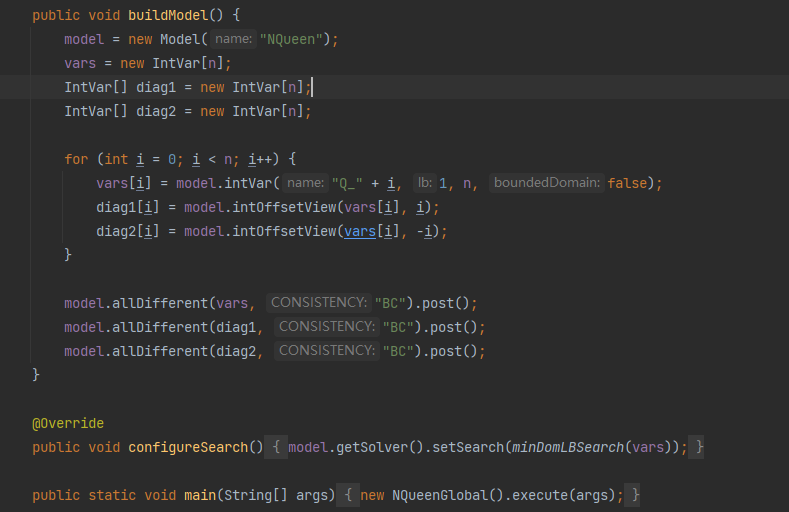 public void buildModel() {
model = new Model( name: "NQueen");
vars = new IntVar[n];
IntVar[] diag1 = new IntVar[n];
IntVar[] diag2 = new IntVar[n];
for (int i = 0; i < n; i++) {
vars[i] = model.intVar( name: "Q_" + i, lb: 1, n, boundedDomain: false);
diag1[i] = model.intOffsetView(vars[i], i);
diag2[i] = model.intOffsetView(vars[i], -i);
}
model.allDifferent(vars, CONSISTENCY: "BC").post();
model.allDifferent(diag1, CONSISTENCY: "BC").post();
model.allDifferent(diag2, CONSISTENCY: "BC").post();
}
@Override
public void configureSearch() { model.getSolver().setSearch(minDomLBSearch(vars)); }
public static void main(String[] args) { new NQueenGlobal().execute(args); }